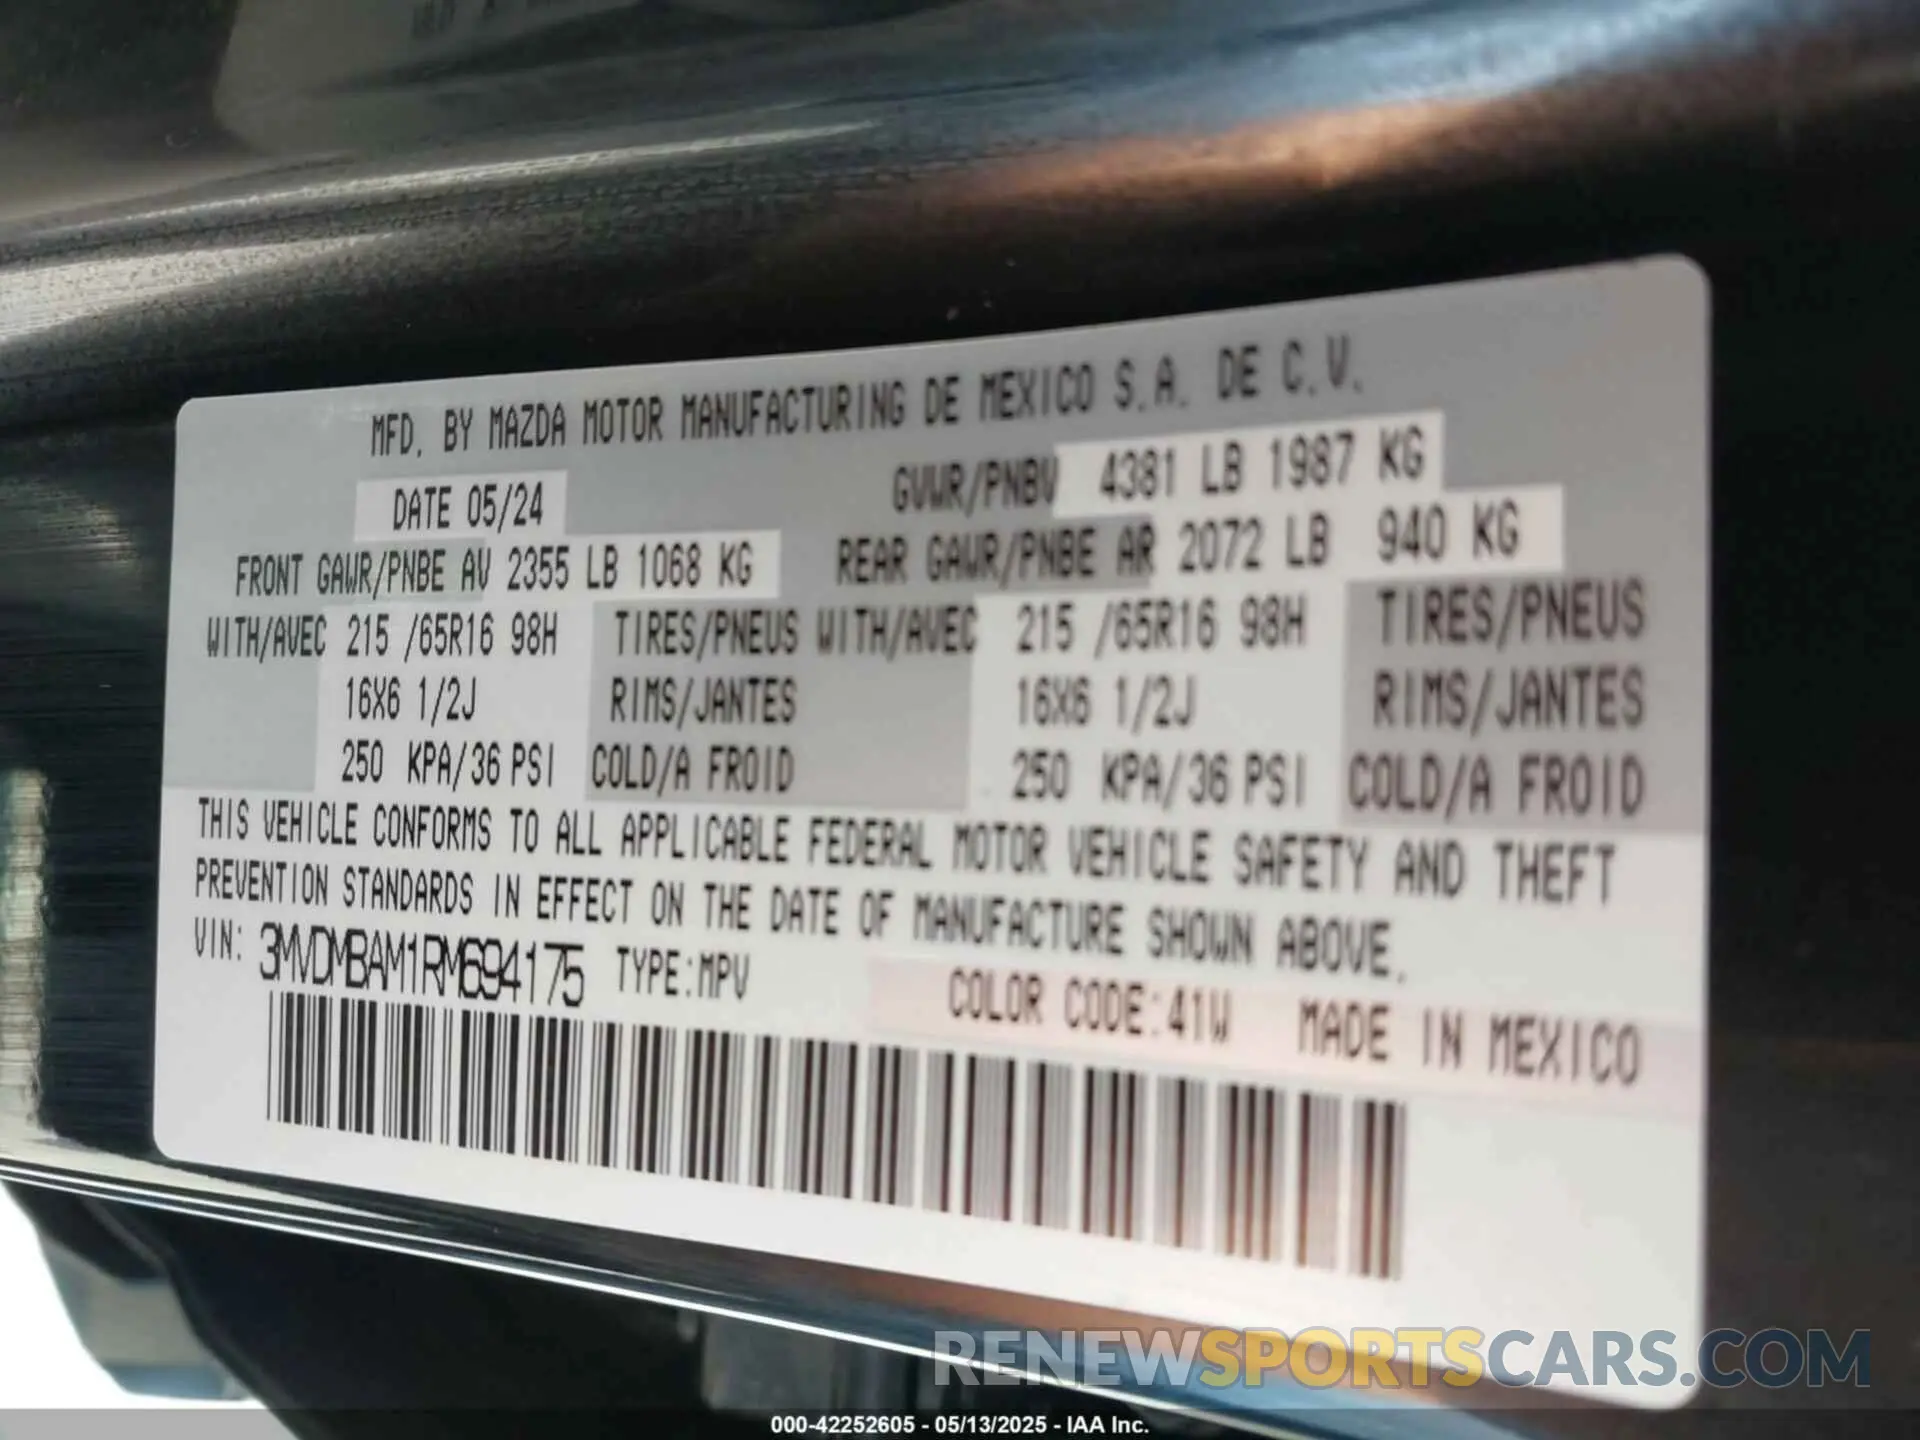 MFD. BY MAZDA MOTOR MANUFACTURING DE MEXICO S.A. DE C.V.
DATE 05/24 GVWR/PNBV 4381 LB 1987 KG
FRONT GAWR/PNBE AV 2355 LB 1068 KG REAR GAWR/PNBE AR 2072 LB 940 KG
WITH/AVEC 215 /65R16 98H TIRES/PNEUS WITH/AVEC 215 /65R16 98H TIRES/PNEUS
16X6 1/2J RIMS/JANTES 16X6 1/2J RIMS/JANTES
250 KPA/36 PSI COLD/A FROID 250 KPA/36 PSI COLD/A FROID
THIS VEHICLE CONFORMS TO ALL APPLICABLE FEDERAL MOTOR VEHICLE SAFETY AND THEFT
PREVENTION STANDARDS IN EFFECT ON THE DATE OF MANUFACTURE SHOWN ABOVE.
VIN: 3MVDMBAM1RM694175 TYPE:MPV
COLOR CODE:41W MADE IN MEXICO
RENEWSPORTSCARS.COM
000-42252605 - 05/13/2025 - IAA Inc.